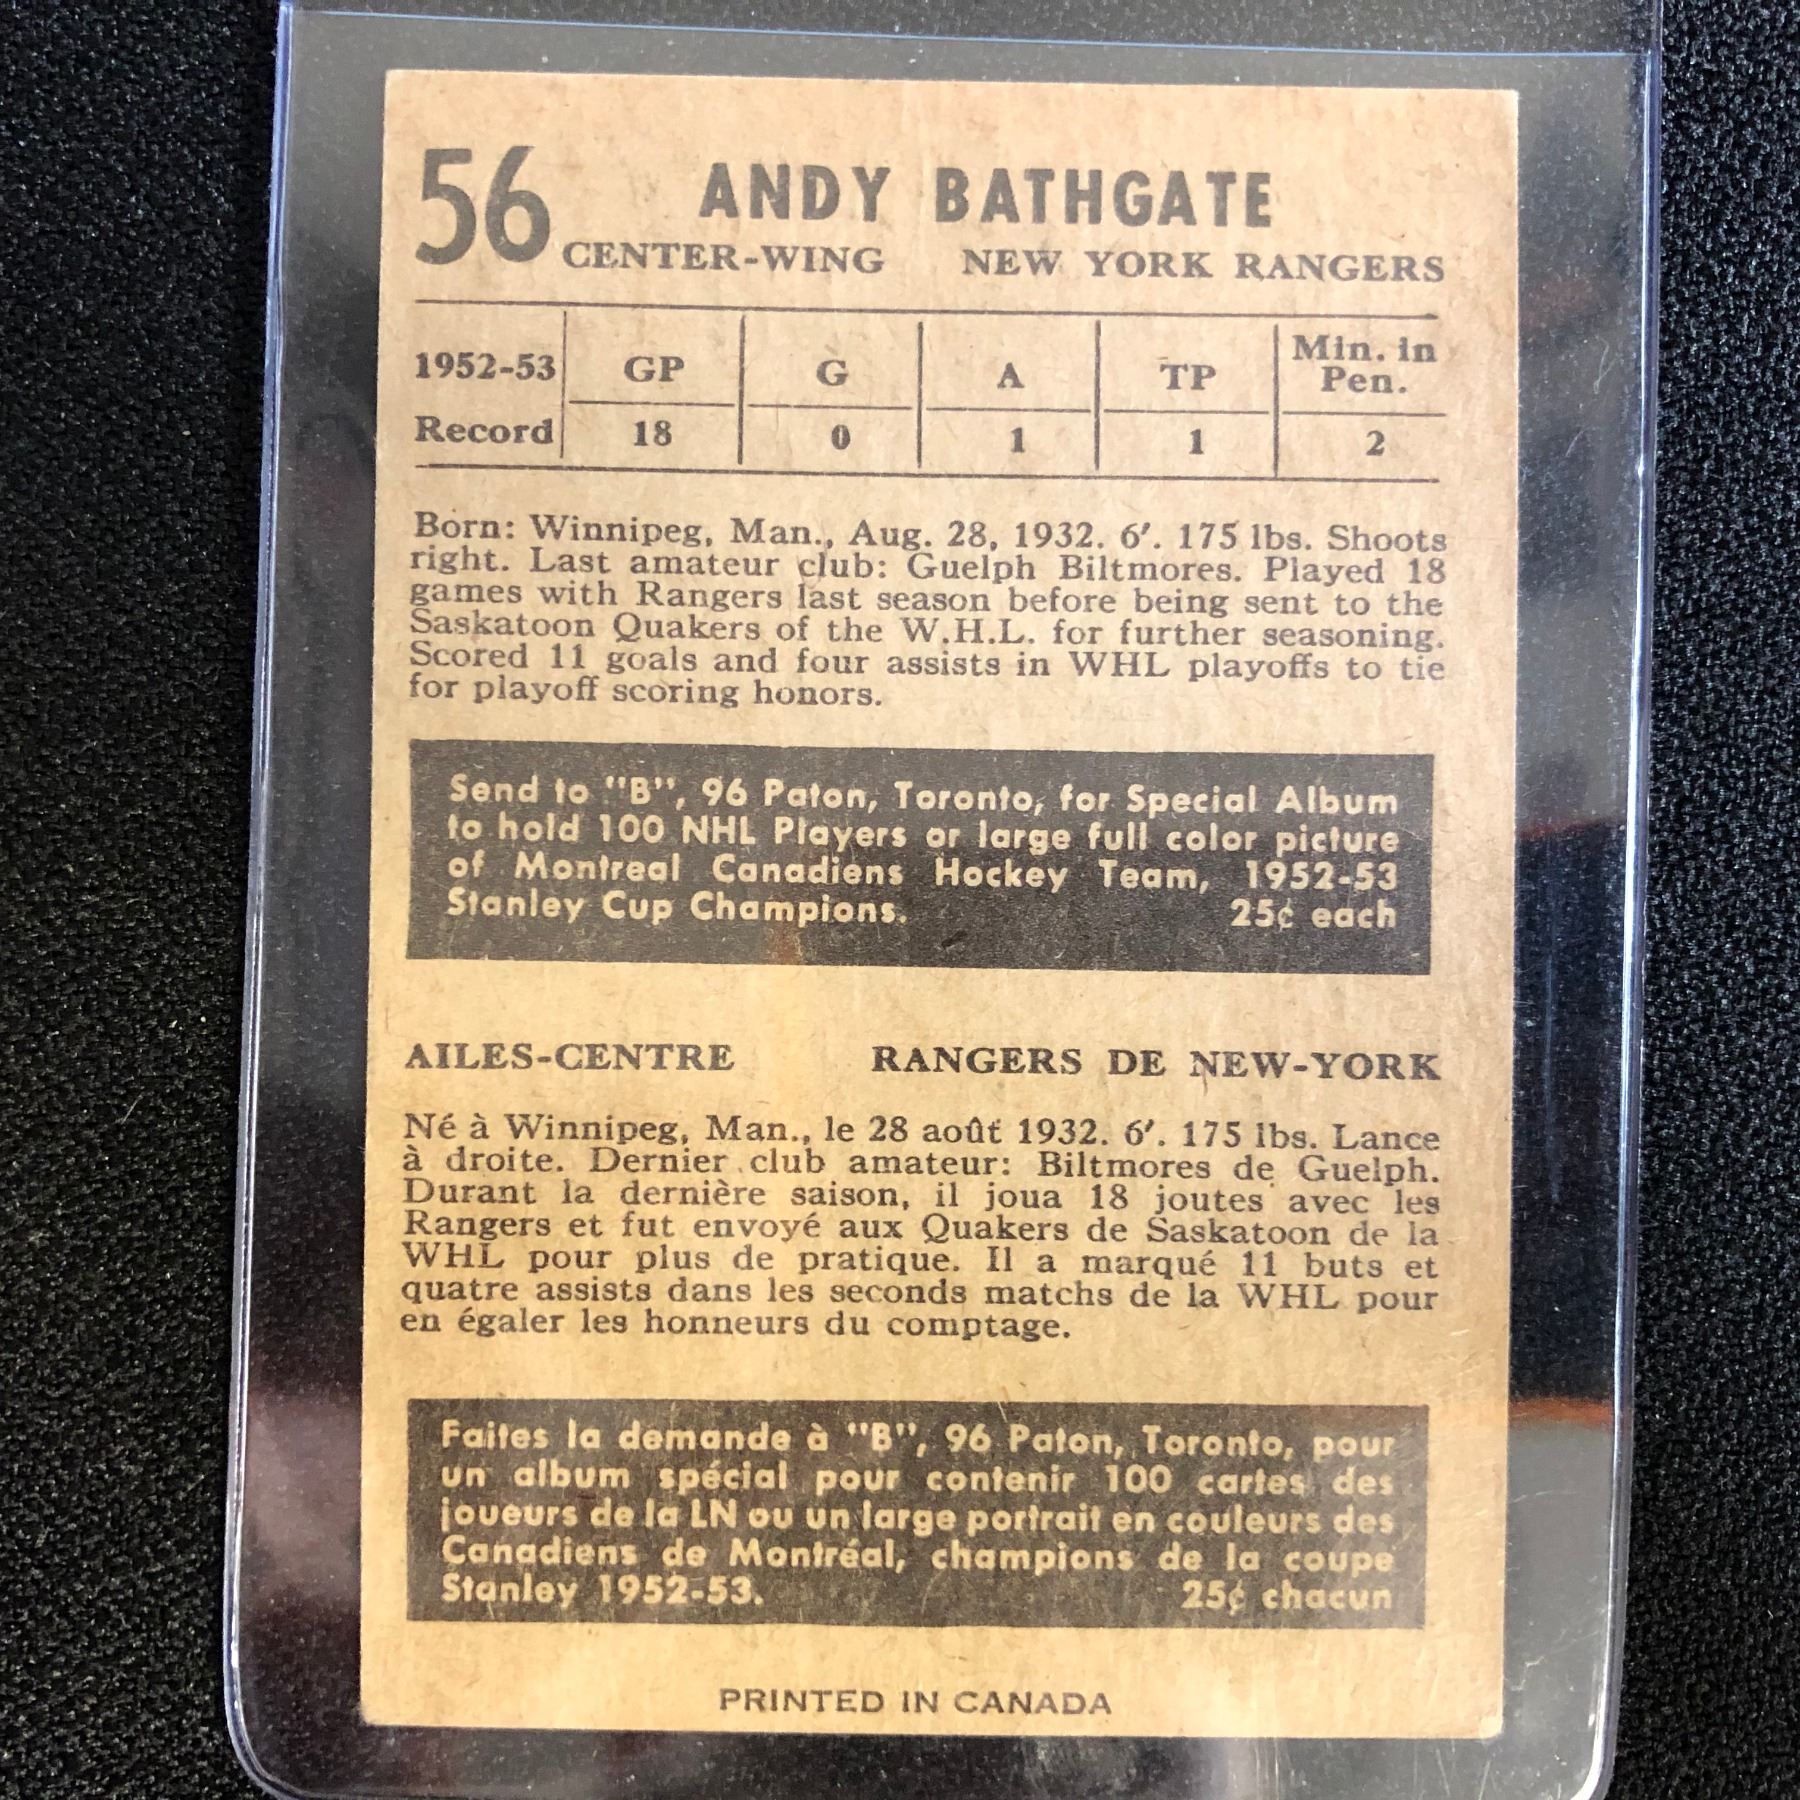 56 ANDY BATHGATE
CENTER-WING NEW YORK RANGERS
1952-53 GP G A TP Min. in Pen.
Record 18 0 1 1 2
Born: Winnipeg, Man., Aug. 28, 1932. 6′. 175 lbs. Shoots
right. Last amateur club: Guelph Biltmores. Played 18
games with Rangers last season before being sent to the
Saskatoon Quakers of the W.H.L. for further seasoning.
Scored 11 goals and four assists in WHL playoffs to tie
for playoff scoring honors.
Send to "B", 96 Paton, Toronto, for Special Album
to hold 100 NHL Players or large full color picture
of Montreal Canadiens Hockey Team, 1952-53
Stanley Cup Champions. 25¢ each
AILES-CENTRE RANGERS DE NEW-YORK
Né à Winnipeg, Man., le 28 août 1932. 6′. 175 lbs. Lance
à droite. Dernier club amateur: Biltmores de Guelph.
Durant la dernière saison, il joua 18 joutes avec les
Rangers et fut envoyé aux Quakers de Saskatoon de la
WHL pour plus de pratique. Il a marqué 11 buts et
quatre assists dans les seconds matchs de la WHL pour
en égaler les honneurs du comptage.
Faites la demande à "B", 96 Paton, Toronto, pour
un album spécial pour contenir 100 cartes des
joueurs de la LN ou un large portrait en couleurs des
Canadiens de Montréal, champions de la coupe
Stanley 1952-53. 25¢ chacun
PRINTED IN CANADA